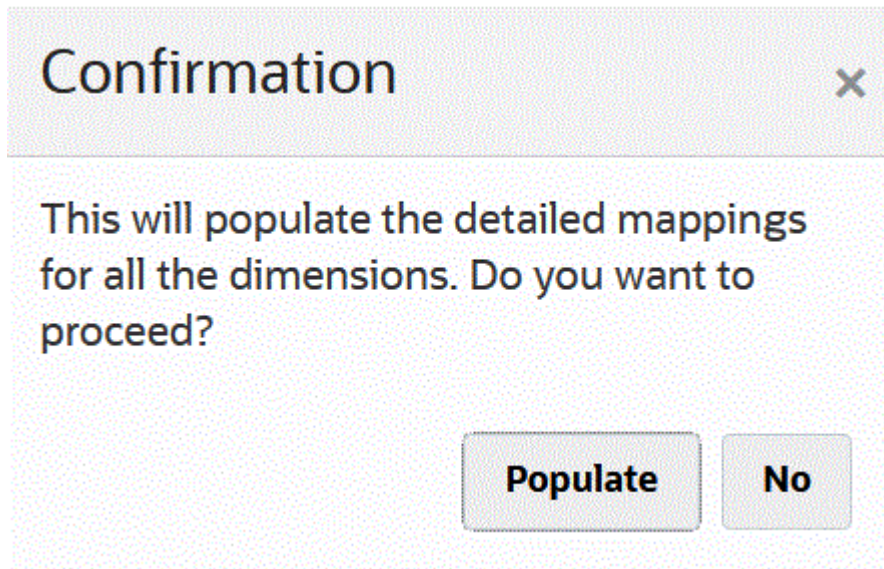 Confirmation
This will populate the detailed mappings
for all the dimensions. Do you want to
proceed?
Populate No